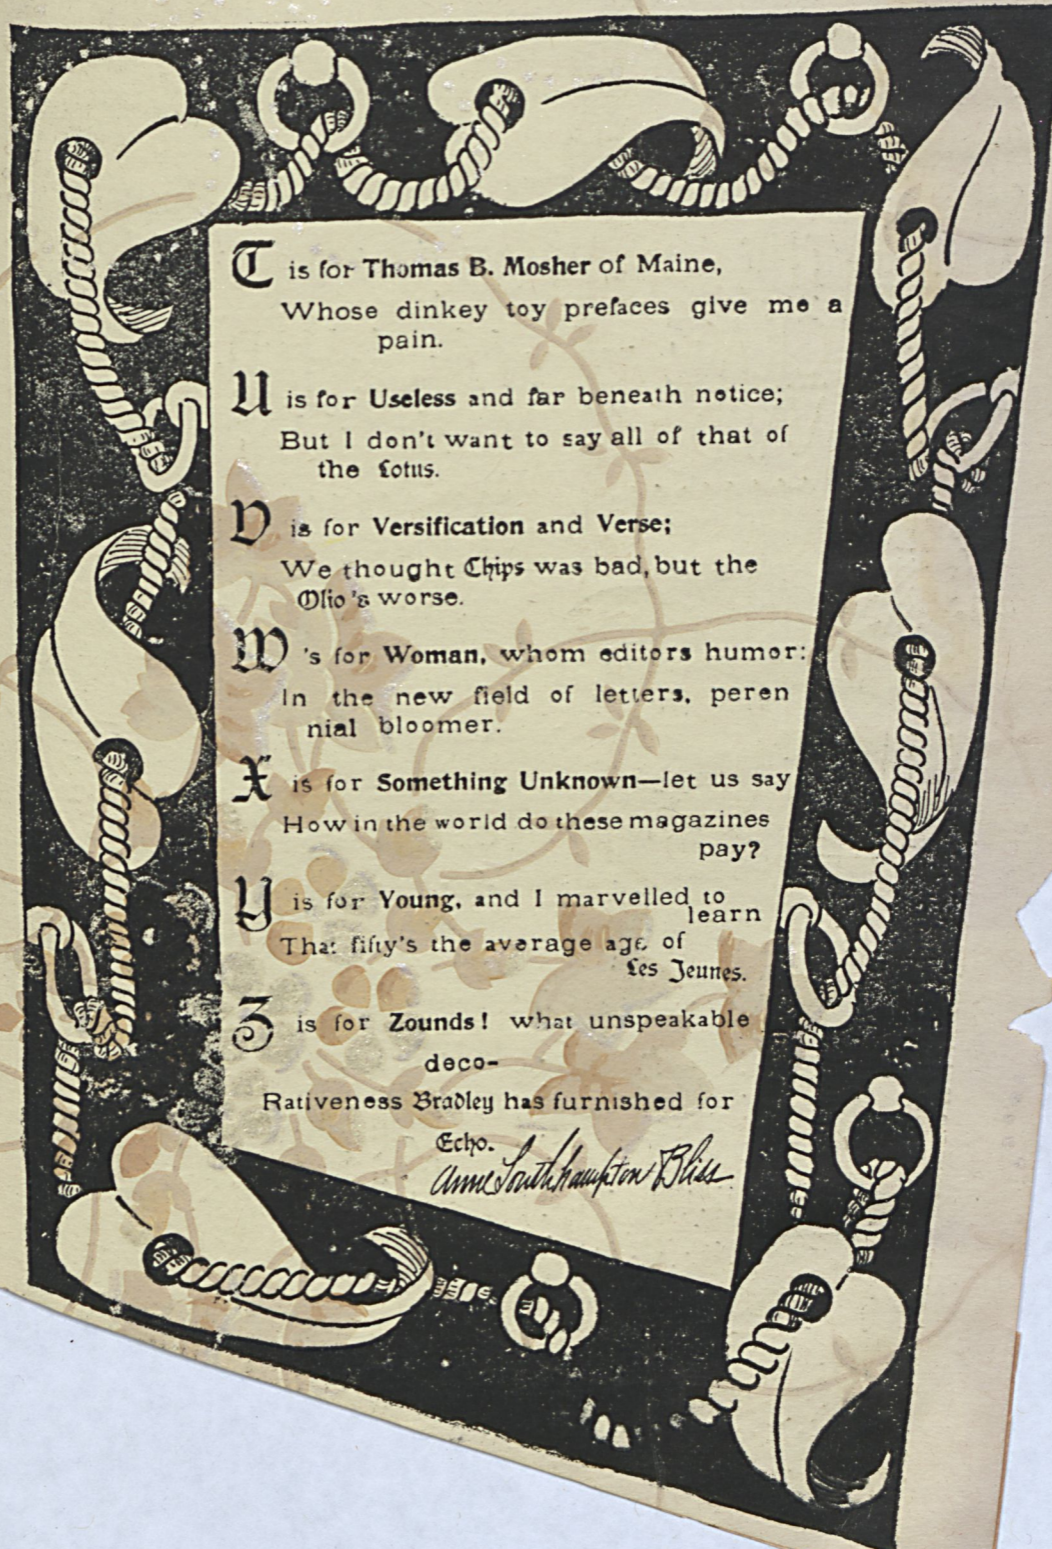 T is for Thomas B. Mosher of Maine,
Whose dinkey toy prefaces give me a
pain.
U is for Useless and far beneath notice;
But I don't want to say all of that of
the Lotus.
V is for Versification and Verse;
We thought Chips was bad, but the
Olio's worse.
W's for Woman, whom editors humor:
In the new field of letters, peren
nial bloomer.
X is for Something Unknown—let us say
How in the world do these magazines
pay?
Y is for Young, and I marvelled to
learn
That fifty's the average age of
Les Jeunes.
Z is for Zounds! what unspeakable
deco-
Rativeness Bradley has furnished for
Echo.
Anne Southhampton Bliss